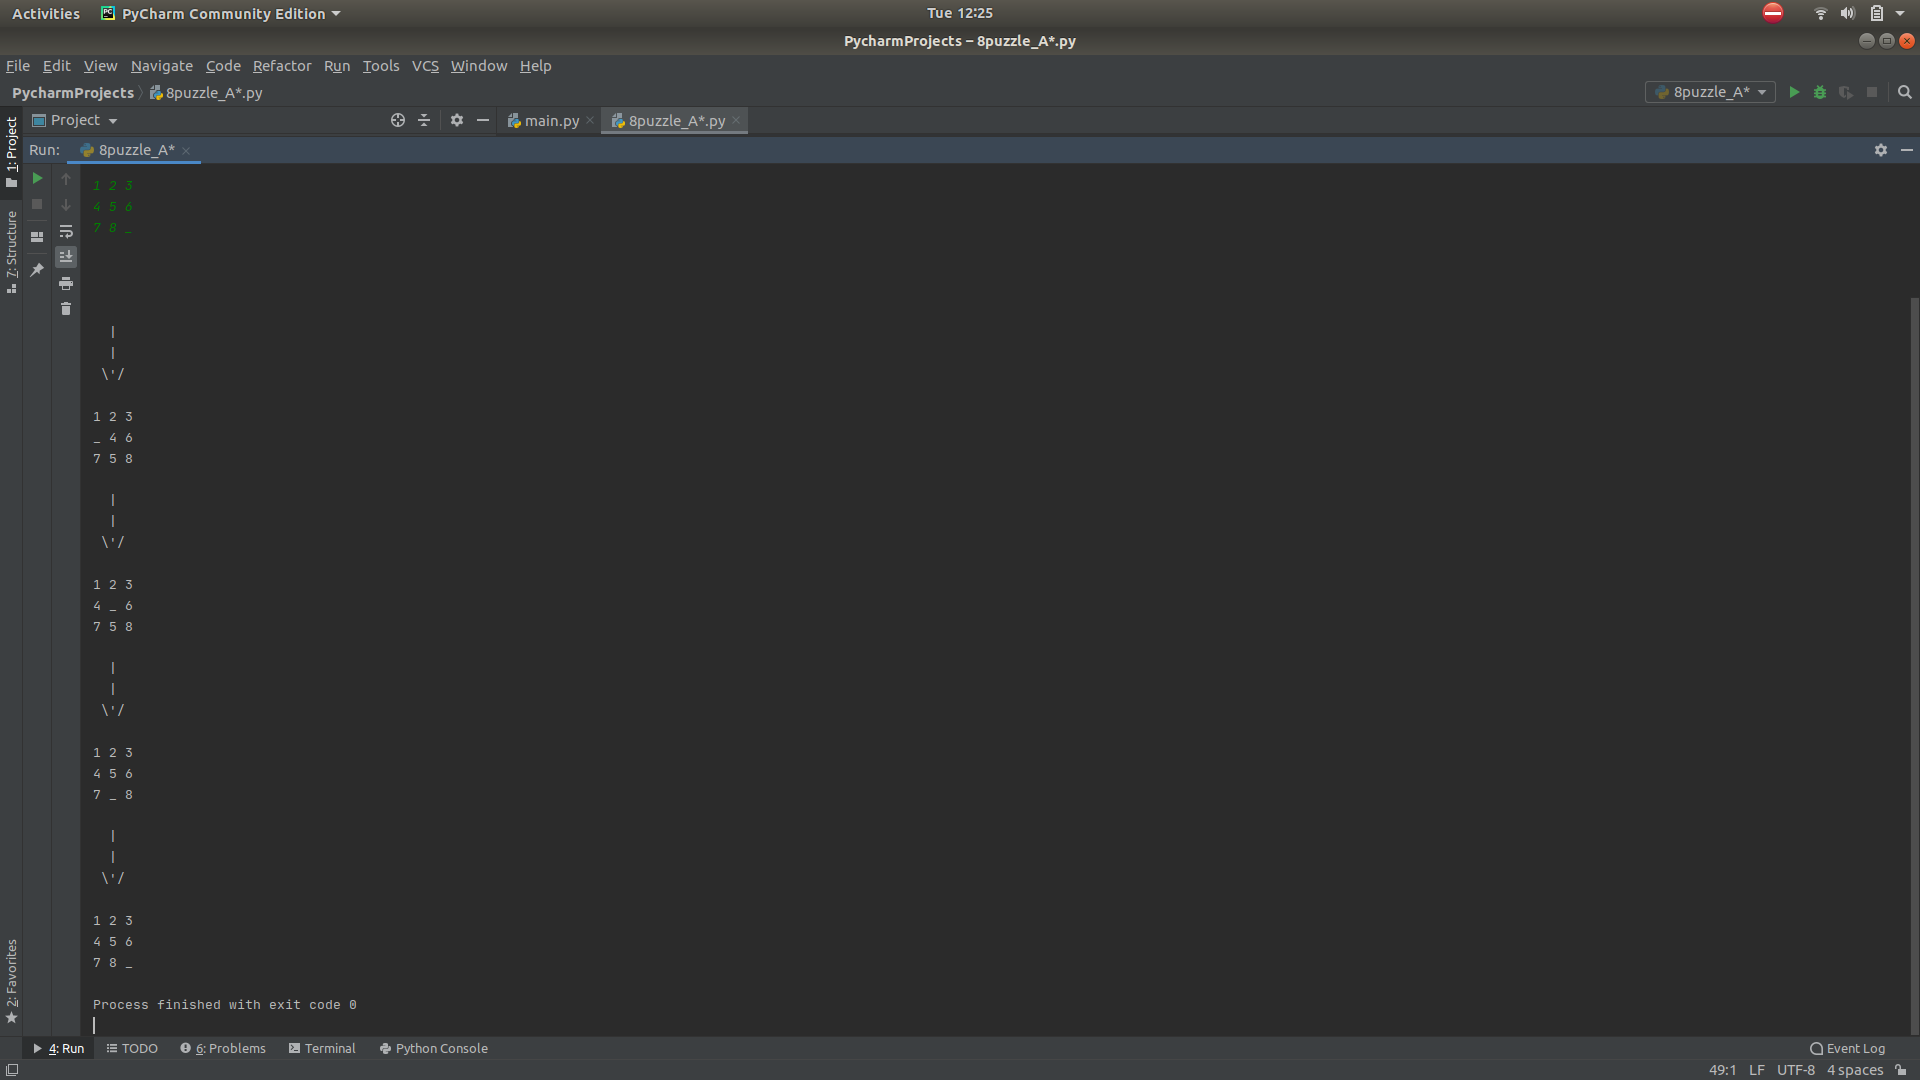 Activities PyCharm Community Edition Tue 12:25
PycharmProjects – 8puzzle_A*.py
File Edit View Navigate Code Refactor Run Tools VCS Window Help
PycharmProjects 8puzzle_A*.py 8puzzle_A*
1: Project
Project main.py 8puzzle_A*.py
Run: 8puzzle_A*
7: Structure
2: Favorites
1 2 3
4 5 6
7 8 _
|
|
\'/
1 2 3
_ 4 6
7 5 8
|
|
\'/
1 2 3
4 _ 6
7 5 8
|
|
\'/
1 2 3
4 5 6
7 _ 8
|
|
\'/
1 2 3
4 5 6
7 8 _
Process finished with exit code 0
4: Run TODO 6: Problems Terminal Python Console Event Log
49:1 LF UTF-8 4 spaces